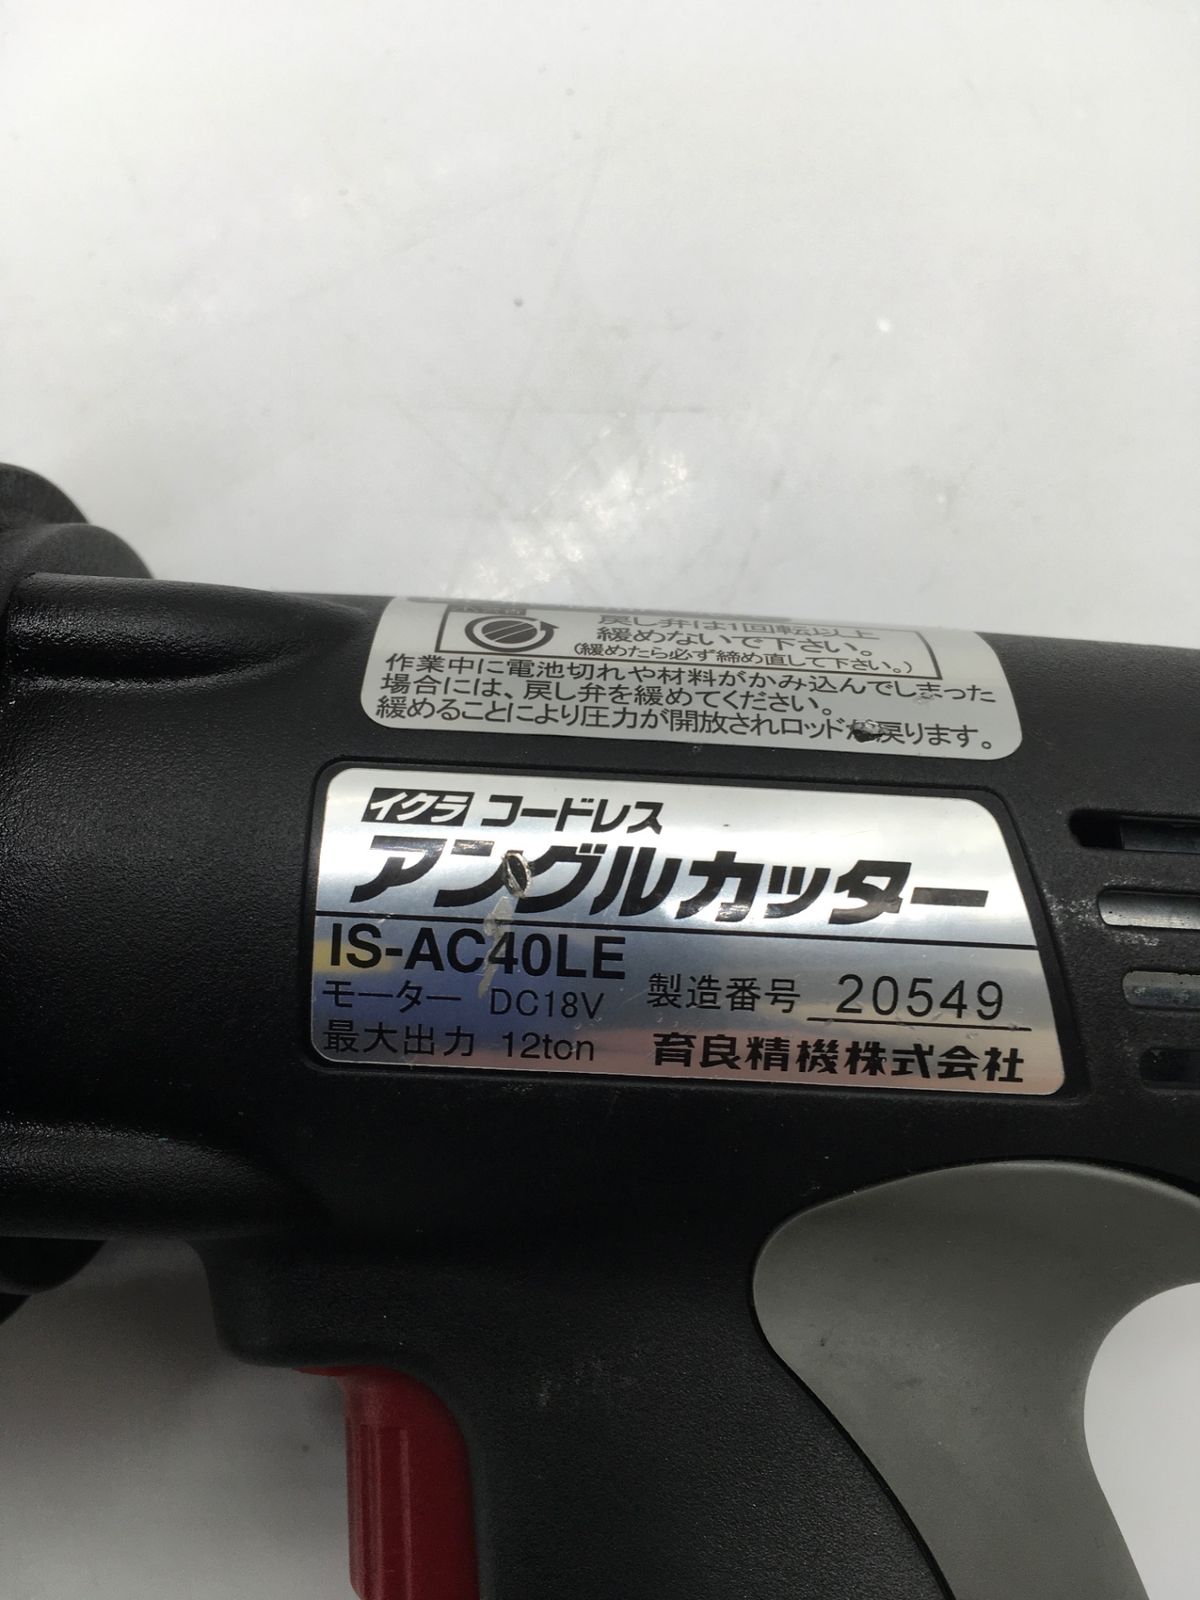 戻し弁は1回転以上
緩めないで下さい。
(緩めたら必ず締め直して下さい。)
作業中に電池切れや材料がかみ込んでしまった
場合には、戻し弁を緩めてください。
緩めることにより圧力が開放されロッドが戻ります。
イクラ コードレス
アングルカッター
IS-AC40LE
モーター DC18V 製造番号 20549
最大出力 12ton 育良精機株式会社